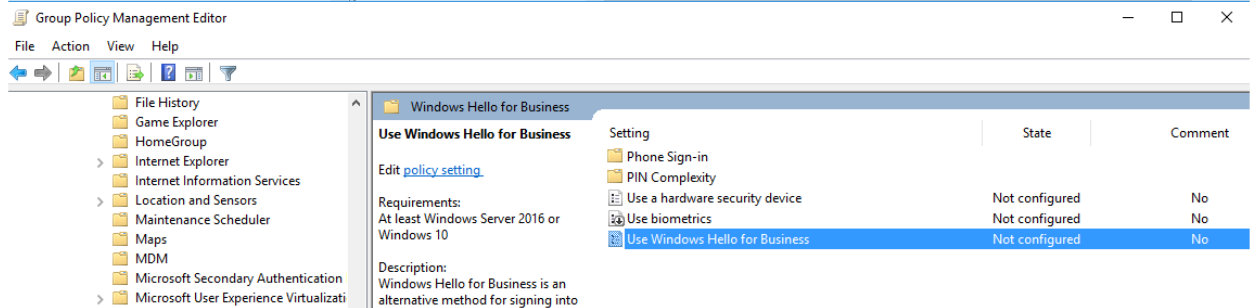 Group Policy Management Editor
File Action View Help
File History
Game Explorer
HomeGroup
Internet Explorer
Internet Information Services
Location and Sensors
Maintenance Scheduler
Maps
MDM
Microsoft Secondary Authentication
Microsoft User Experience Virtualizati
Windows Hello for Business
Use Windows Hello for Business
Edit policy setting
Requirements:
At least Windows Server 2016 or
Windows 10
Description:
Windows Hello for Business is an
alternative method for signing into
Setting State Comment
Phone Sign-in
PIN Complexity
Use a hardware security device Not configured No
Use biometrics Not configured No
Use Windows Hello for Business Not configured No